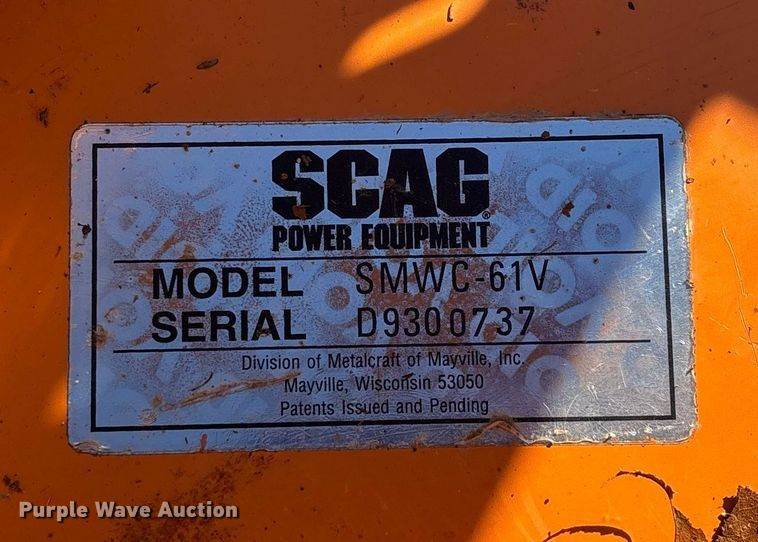 SCAG®
POWER EQUIPMENT
MODEL SMWC-61V
SERIAL D9300737
Division of Metalcraft of Mayville, Inc.
Mayville, Wisconsin 53050
Patents Issued and Pending
Purple Wave Auction